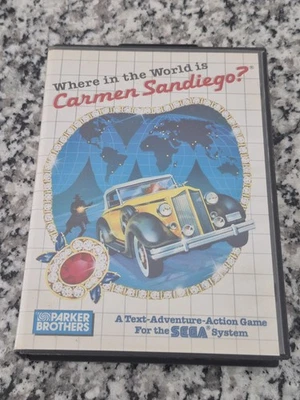 Where in the World is
Carmen Sandiego?®
PARKER
BROTHERS
A Text-Adventure-Action Game
For the SEGA® System